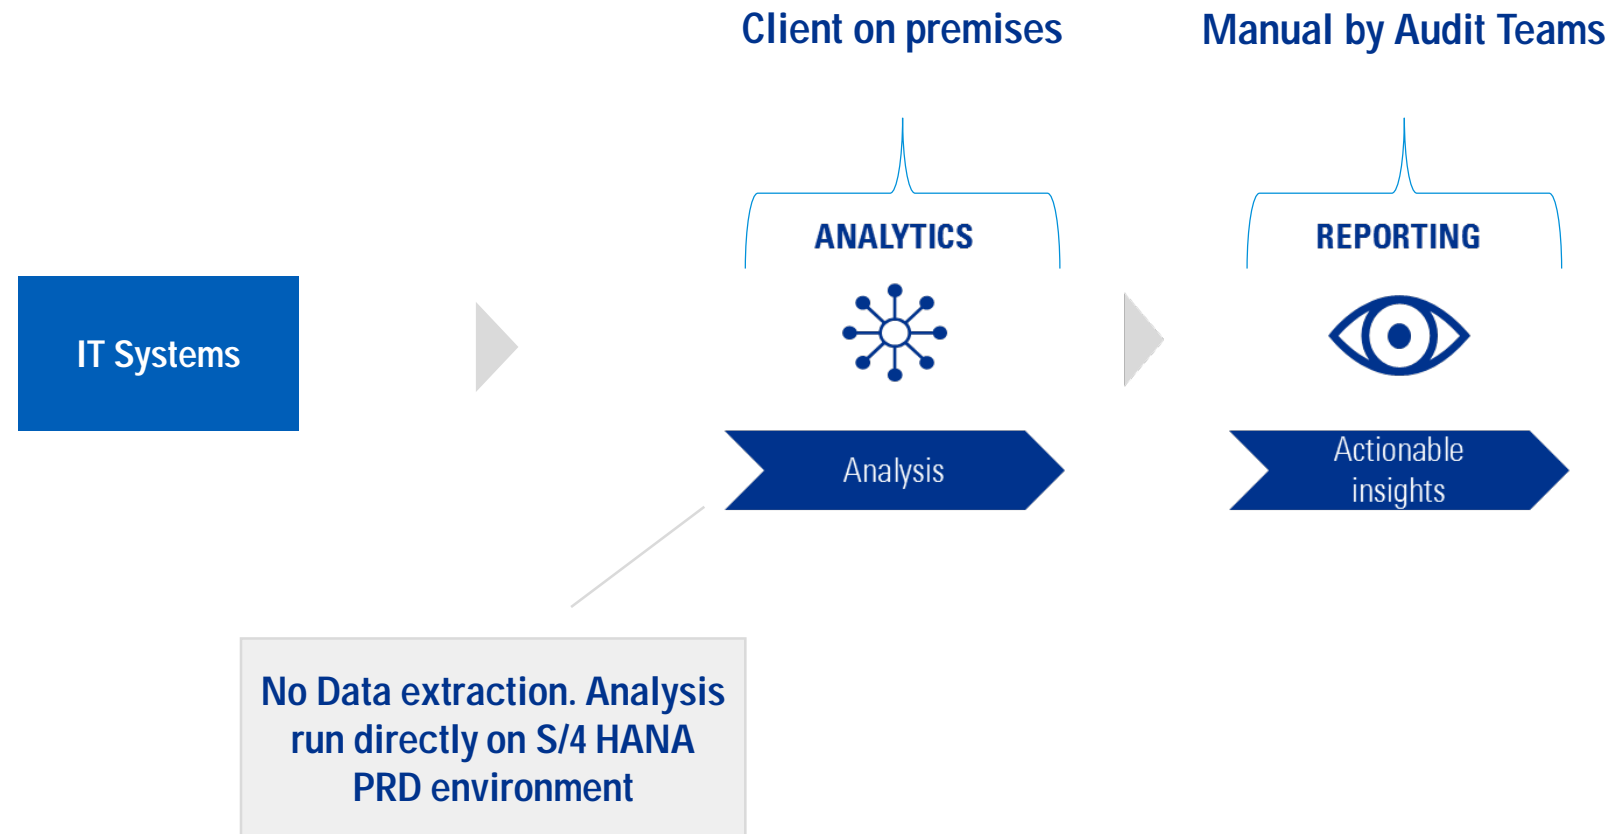 Client on premises
Manual by Audit Teams
ANALYTICS
REPORTING
IT Systems
Analysis
Actionable
insights
No Data extraction. Analysis
run directly on S/4 HANA
PRD environment